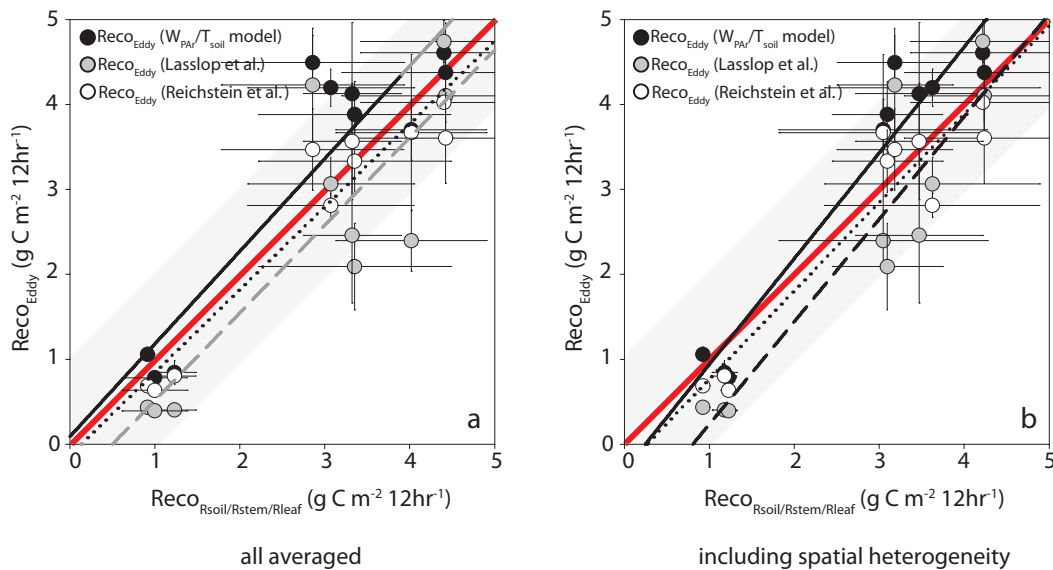 Reco_Eddy (W_PAr/T_soil model)
Reco_Eddy (Lasslop et al.)
Reco_Eddy (Reichstein et al.)
5
4
3
2
1
0
Reco_Eddy (g C m⁻² 12hr⁻¹)
a
0 1 2 3 4 5
Reco_Rsoil/Rstem/Rleaf (g C m⁻² 12hr⁻¹)
all averaged
Reco_Eddy (W_PAr/T_soil model)
Reco_Eddy (Lasslop et al.)
Reco_Eddy (Reichstein et al.)
5
4
3
2
1
0
Reco_Eddy (g C m⁻² 12hr⁻¹)
b
0 1 2 3 4 5
Reco_Rsoil/Rstem/Rleaf (g C m⁻² 12hr⁻¹)
including spatial heterogeneity